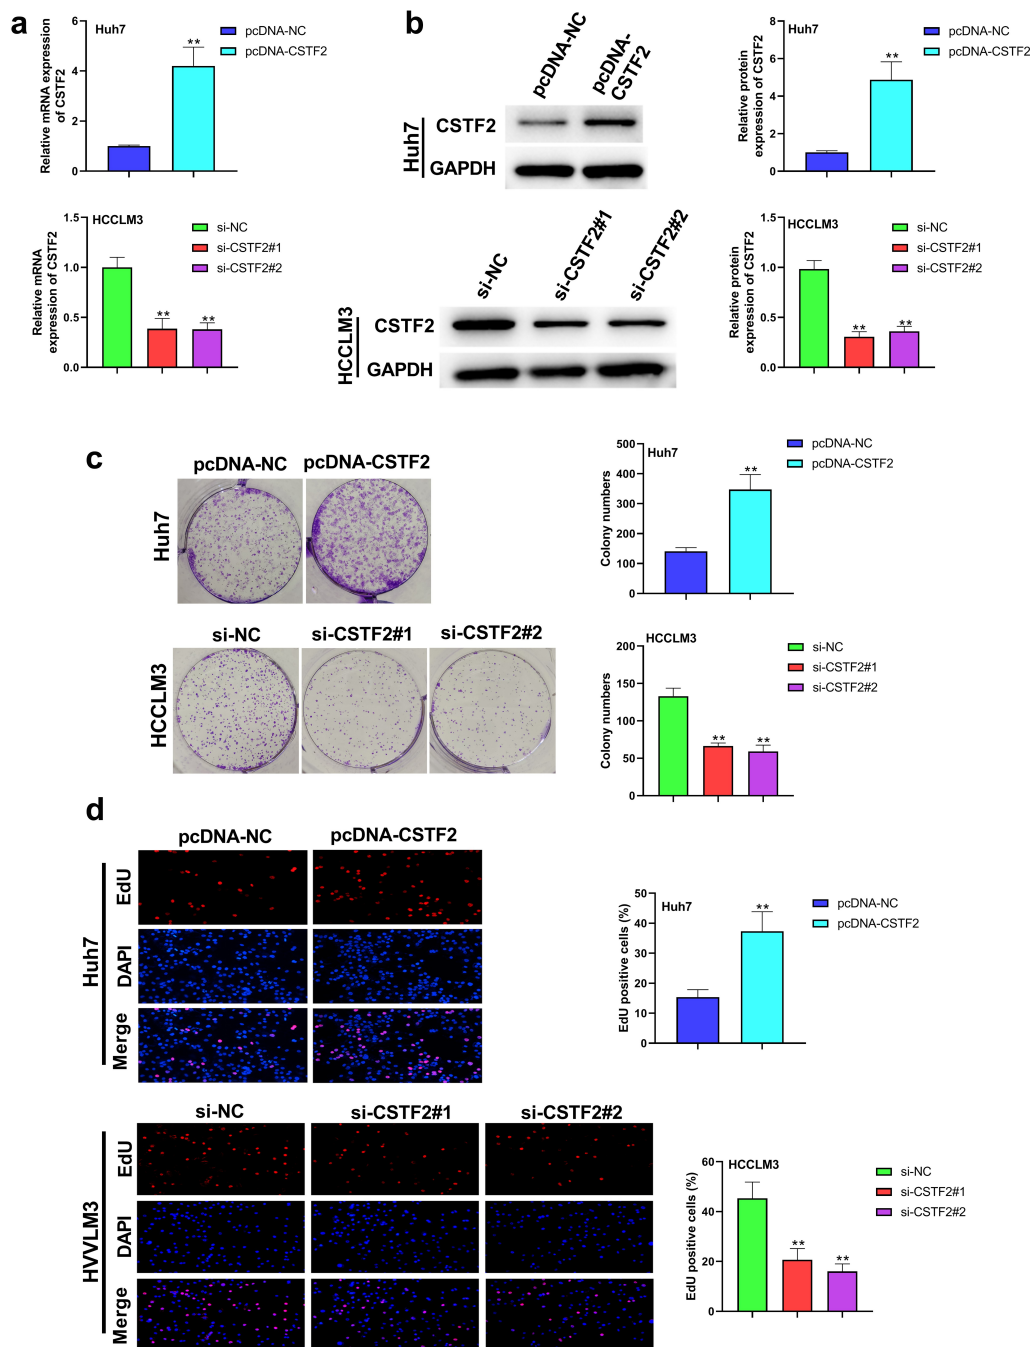 a
Relative mRNA expression
of CSTF2
6
4
2
0
Huh7
**
pcDNA-NC
pcDNA-CSTF2
Relative mRNA
expression of CSTF2
1.5
1.0
0.5
0.0
HCCLM3
**
**
si-NC
si-CSTF2#1
si-CSTF2#2
b
pcDNA-NC
pcDNA-
CSTF2
Huh7
CSTF2
GAPDH
Relative protein
expression of CSTF2
8
6
4
2
0
Huh7
**
pcDNA-NC
pcDNA-CSTF2
si-NC
si-CSTF2#1
si-CSTF2#2
HCCLM3
CSTF2
GAPDH
Relative protein
expression of CSTF2
1.5
1.0
0.5
0.0
HCCLM3
**
**
si-NC
si-CSTF2#1
si-CSTF2#2
c
pcDNA-NC
pcDNA-CSTF2
Huh7
Colony numbers
500
400
300
200
100
0
Huh7
**
pcDNA-NC
pcDNA-CSTF2
si-NC
si-CSTF2#1
si-CSTF2#2
HCCLM3
Colony numbers
200
150
100
50
0
HCCLM3
**
**
si-NC
si-CSTF2#1
si-CSTF2#2
d
pcDNA-NC
pcDNA-CSTF2
Huh7
EdU
DAPI
Merge
EdU positive cells (%)
50
40
30
20
10
0
Huh7
**
pcDNA-NC
pcDNA-CSTF2
si-NC
si-CSTF2#1
si-CSTF2#2
HVVLM3
EdU
DAPI
Merge
EdU positive cells (%)
60
40
20
0
HCCLM3
**
**
si-NC
si-CSTF2#1
si-CSTF2#2